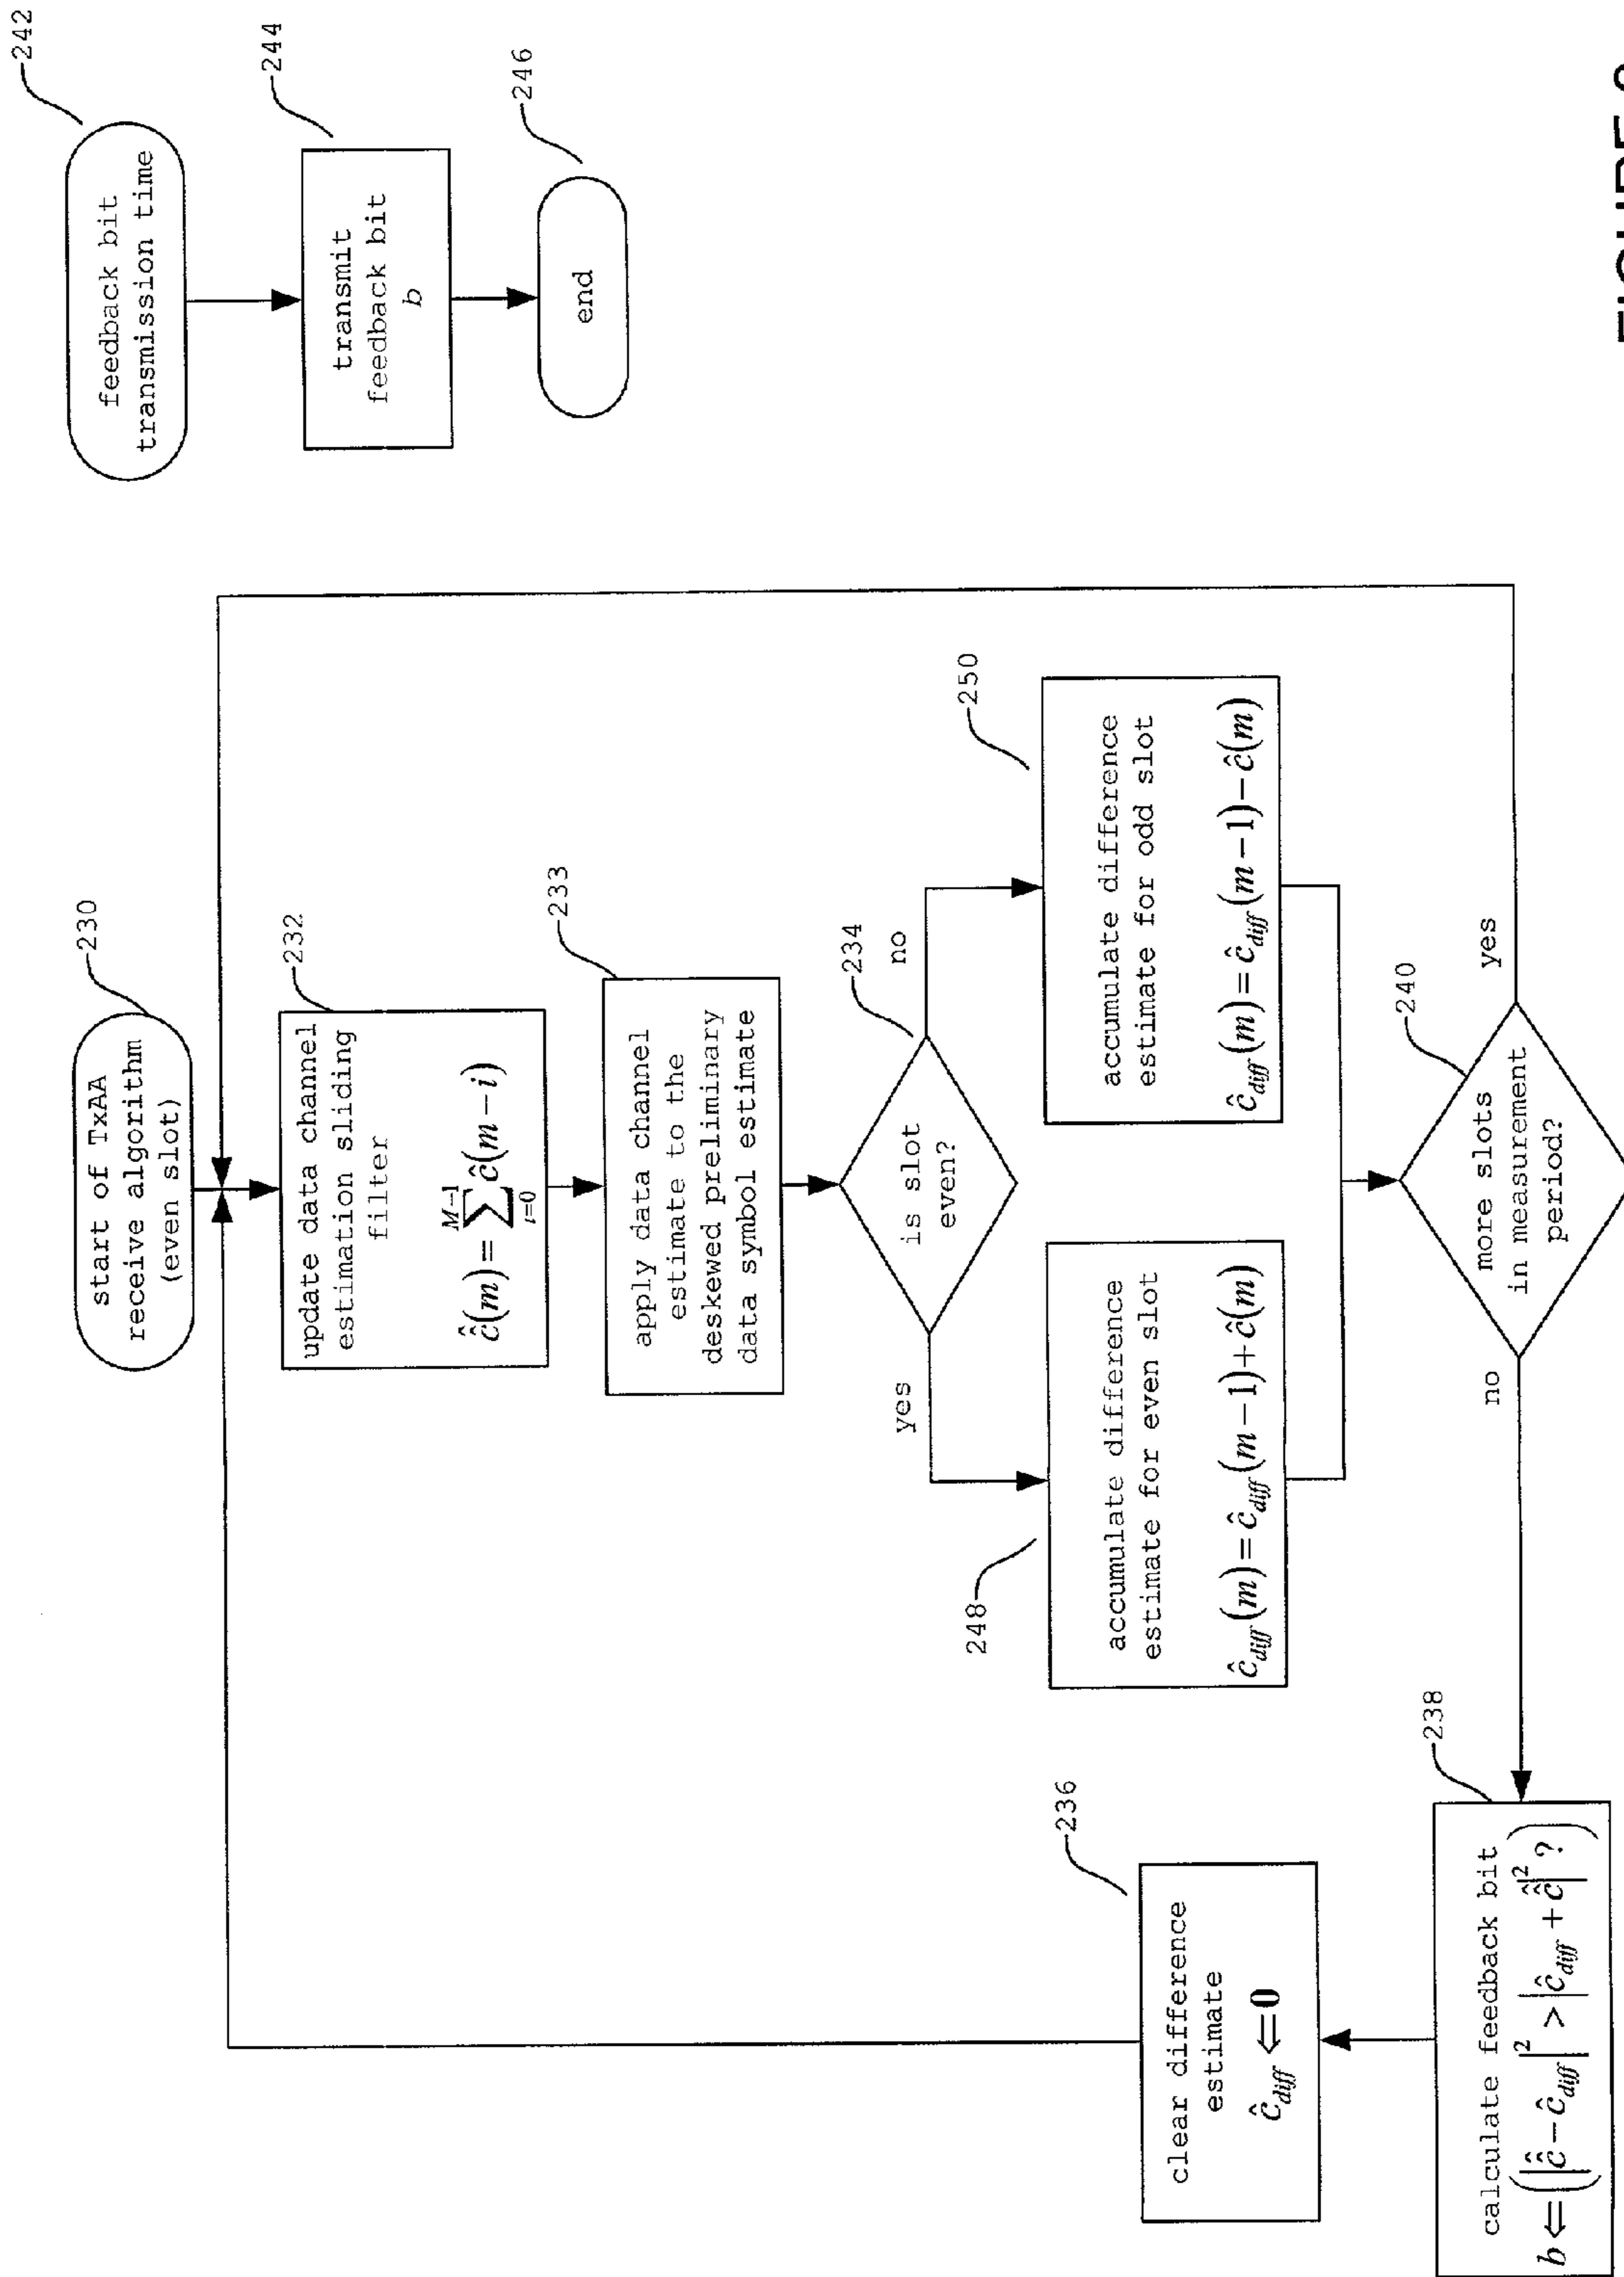 start of TxAA
receive algorithm
(even slot)
230
update data channel
estimation sliding
filter
ĉ(m) = ∑_{i=0}^{M−1} ĉ(m−i)
232
apply data channel
estimate to the
deskewed preliminary
data symbol estimate
233
is slot
even?
234
yes
no
248
accumulate difference
estimate for even slot
ĉ_diff(m) = ĉ_diff(m−1) + ĉ(m)
250
accumulate difference
estimate for odd slot
ĉ_diff(m) = ĉ_diff(m−1) − ĉ(m)
more slots
in measurement
period?
240
no
yes
238
calculate feedback bit
b ⇐ (|ĉ − ĉ_diff|² > |ĉ_diff + ĉ|² ?)
236
clear difference
estimate
ĉ_diff ⇐ 0
feedback bit
transmission time
242
transmit
feedback bit
b
244
end
246
FIGURE